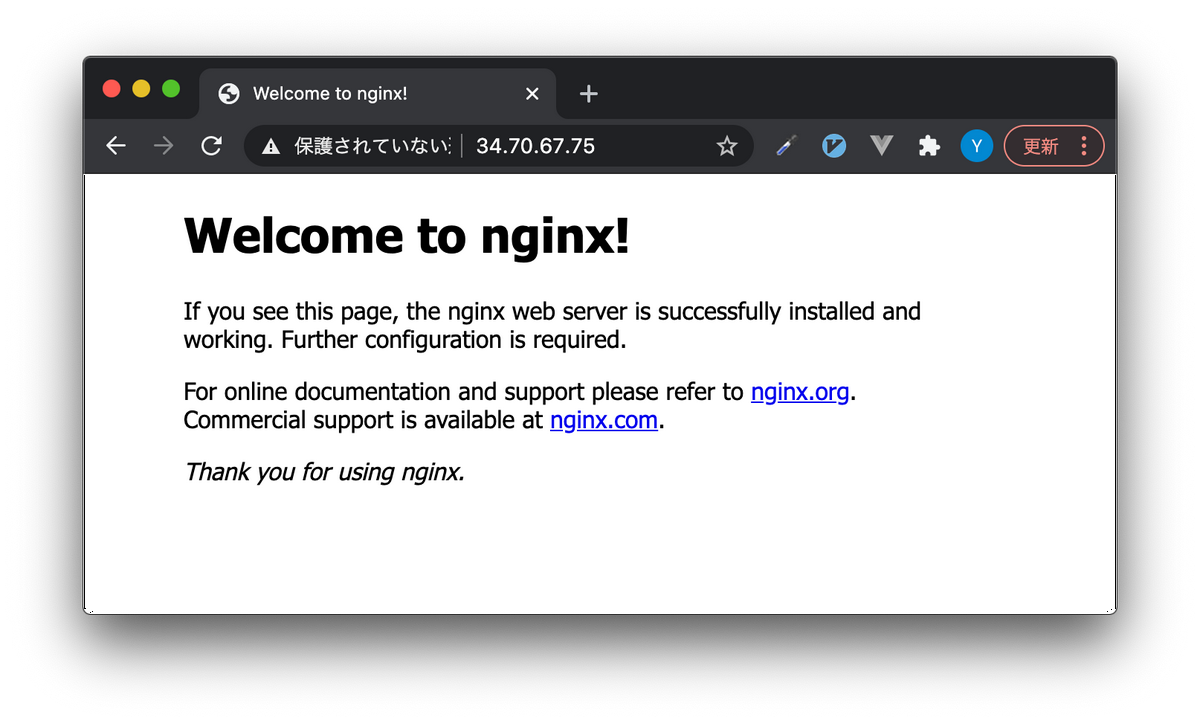 Welcome to nginx!
保護されていない
34.70.67.75
Y
更新
Welcome to nginx!
If you see this page, the nginx web server is successfully installed and
working. Further configuration is required.
For online documentation and support please refer to nginx.org.
Commercial support is available at nginx.com.
Thank you for using nginx.